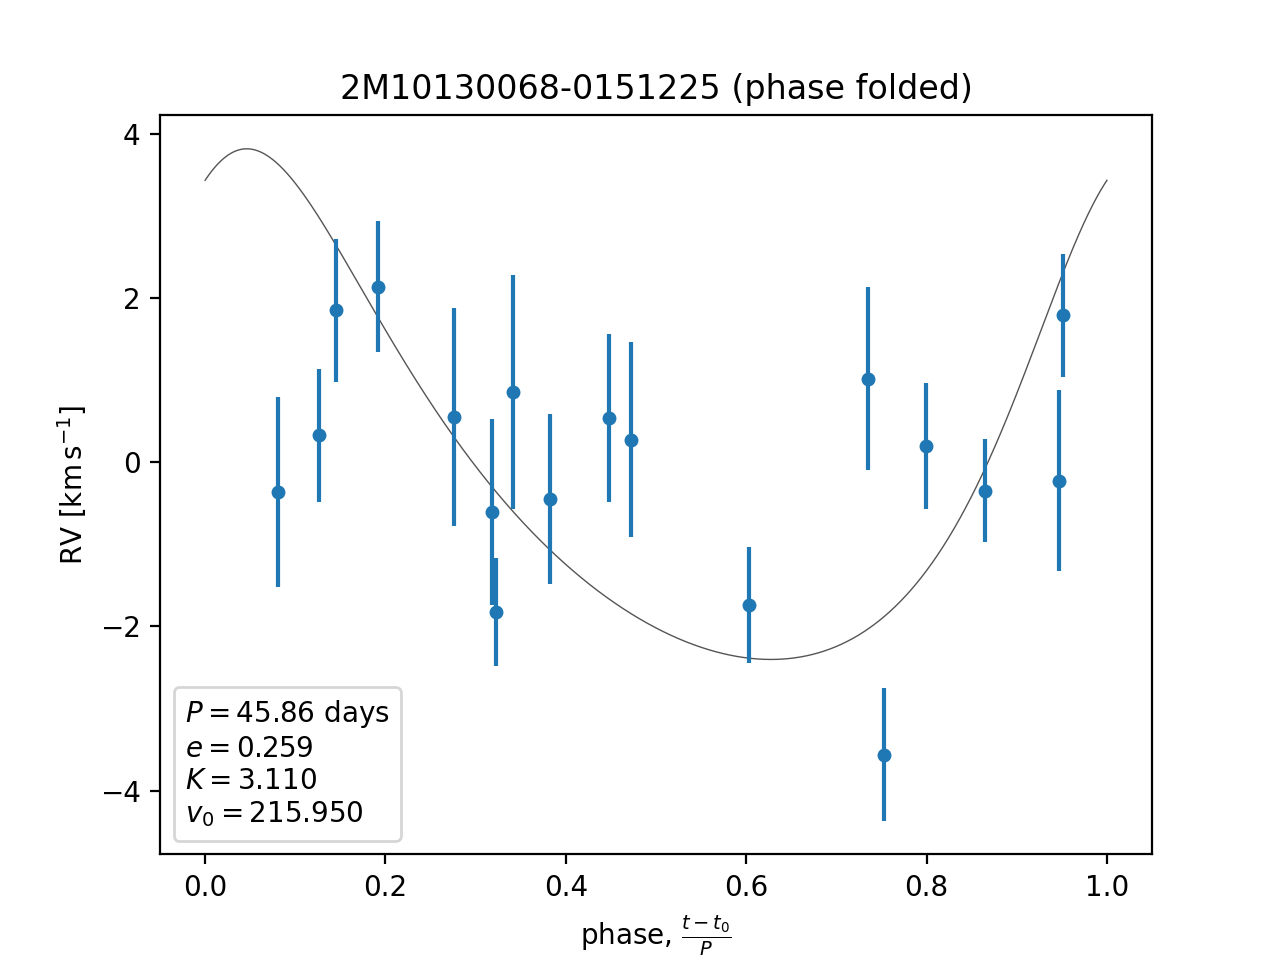 2M10130068-0151225 (phase folded)
4
2
0
−2
−4
RV [km s⁻¹]
P = 45.86 days
e = 0.259
K = 3.110
v₀ = 215.950
0.0 0.2 0.4 0.6 0.8 1.0
phase, (t − t₀)/P